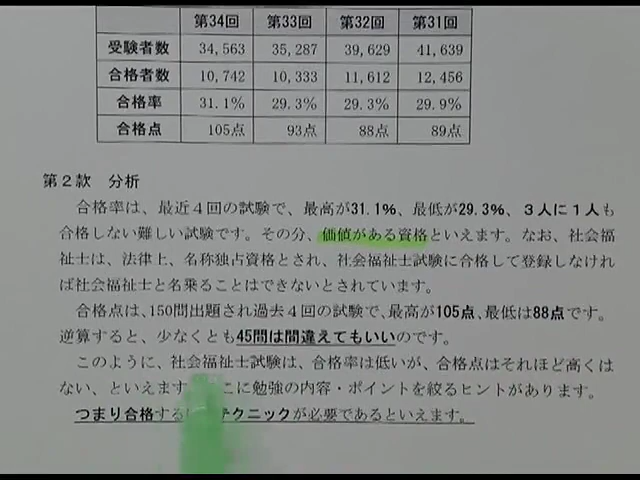 第34回 第33回 第32回 第31回
受験者数 34,563 35,287 39,629 41,639
合格者数 10,742 10,333 11,612 12,456
合格率 31.1% 29.3% 29.3% 29.9%
合格点 105点 93点 88点 89点
第2款 分析
合格率は、最近4回の試験で、最高が31.1%、最低が29.3%、3人に1人も
合格しない難しい試験です。その分、価値がある資格といえます。なお、社会福
祉士は、法律上、名称独占資格とされ、社会福祉士試験に合格して登録しなけれ
ば社会福祉士と名乗ることはできないとされています。
合格点は、150問出題され過去4回の試験で、最高が105点、最低は88点です。
逆算すると、少なくとも45問は間違えてもいいのです。
このように、社会福祉士試験は、合格率は低いが、合格点はそれほど高くは
ない、といえます こに勉強の内容・ポイントを絞るヒントがあります。
つまり合格する テクニックが必要であるといえます。